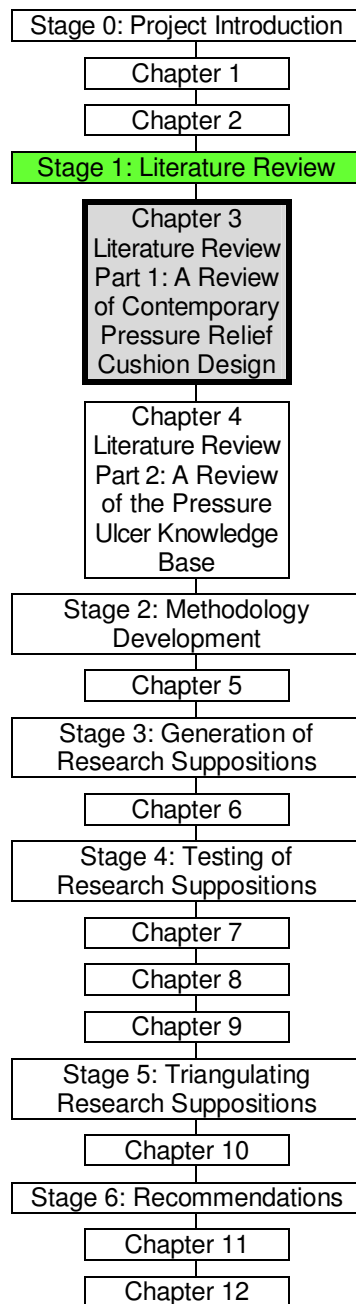 Stage 0: Project Introduction
Chapter 1
Chapter 2
Stage 1: Literature Review
Chapter 3
Literature Review
Part 1: A Review
of Contemporary
Pressure Relief
Cushion Design
Chapter 4
Literature Review
Part 2: A Review
of the Pressure
Ulcer Knowledge
Base
Stage 2: Methodology
Development
Chapter 5
Stage 3: Generation of
Research Suppositions
Chapter 6
Stage 4: Testing of
Research Suppositions
Chapter 7
Chapter 8
Chapter 9
Stage 5: Triangulating
Research Suppositions
Chapter 10
Stage 6: Recommendations
Chapter 11
Chapter 12